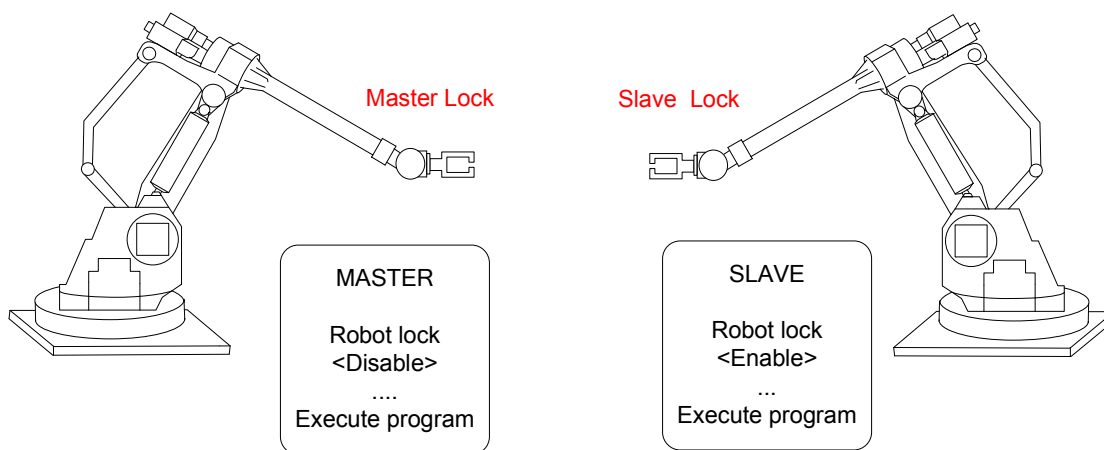 Master Lock
Slave Lock
MASTER
Robot lock
<Disable>
....
Execute program
SLAVE
Robot lock
<Enable>
...
Execute program